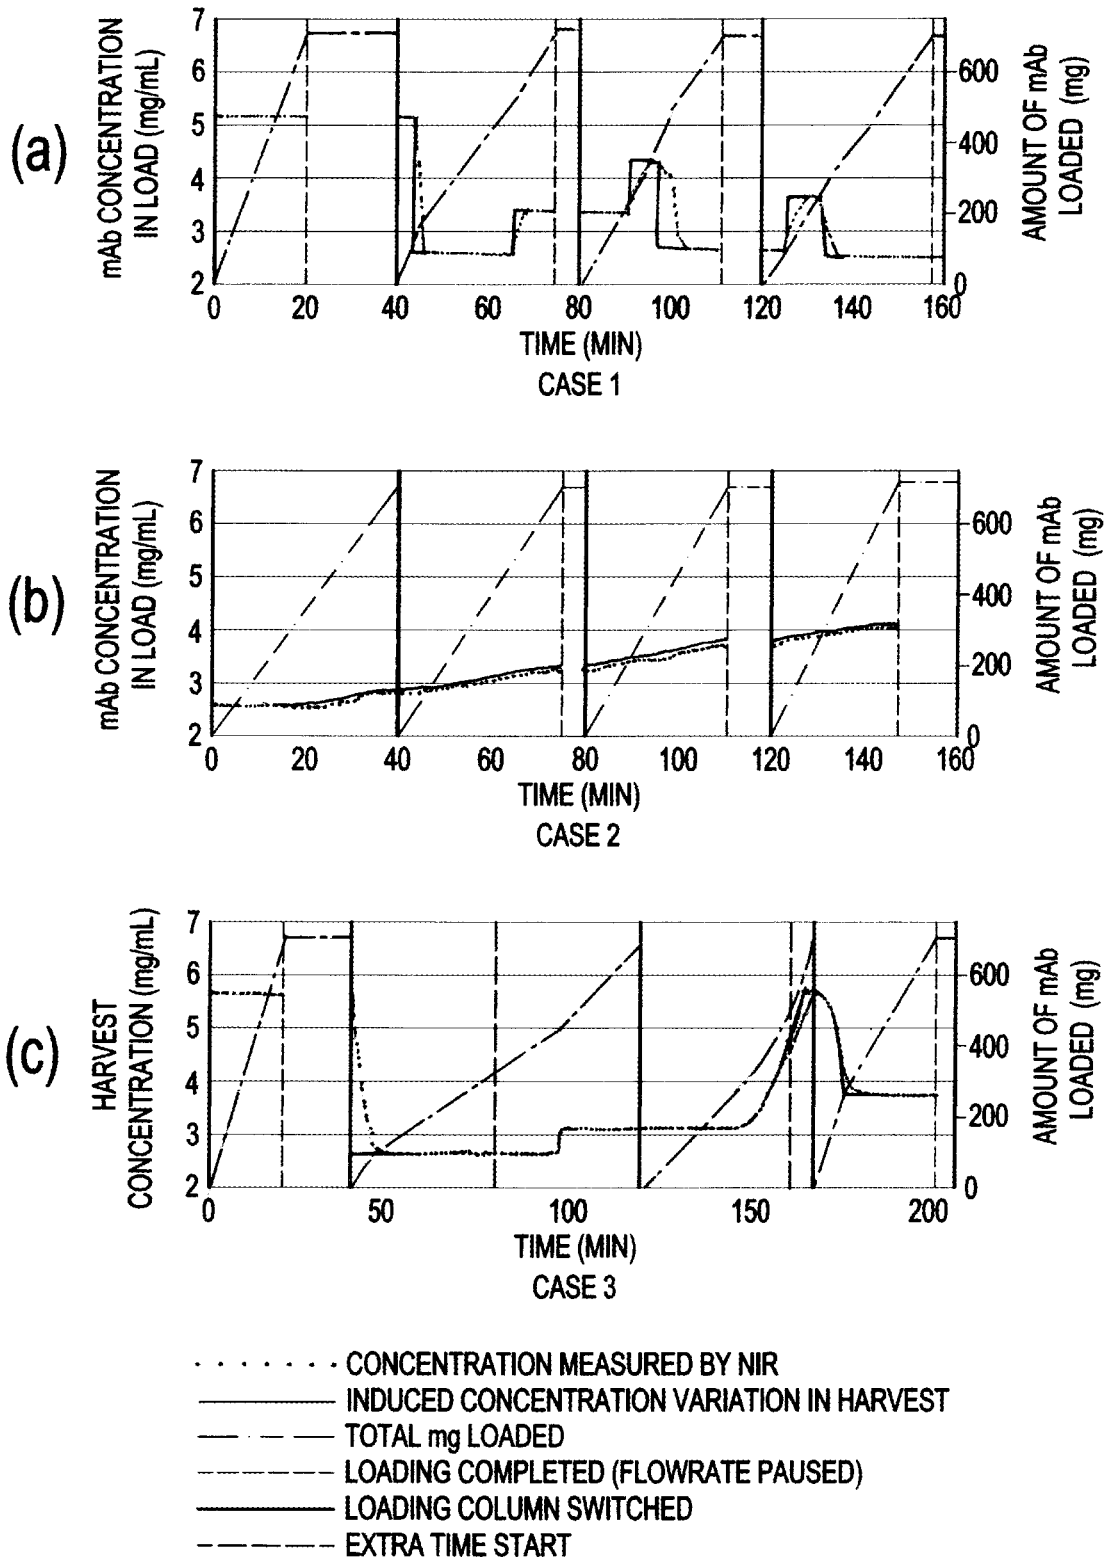 (a)
mAb CONCENTRATION
IN LOAD (mg/mL)
7
6
5
4
3
2
600
400
200
0
AMOUNT OF mAb
LOADED (mg)
0 20 40 60 80 100 120 140 160
TIME (MIN)
CASE 1
(b)
mAb CONCENTRATION
IN LOAD (mg/mL)
7
6
5
4
3
2
600
400
200
0
AMOUNT OF mAb
LOADED (mg)
0 20 40 60 80 100 120 140 160
TIME (MIN)
CASE 2
(c)
HARVEST
CONCENTRATION (mg/mL)
7
6
5
4
3
2
600
400
200
0
AMOUNT OF mAb
LOADED (mg)
0 50 100 150 200
TIME (MIN)
CASE 3
CONCENTRATION MEASURED BY NIR
INDUCED CONCENTRATION VARIATION IN HARVEST
TOTAL mg LOADED
LOADING COMPLETED (FLOWRATE PAUSED)
LOADING COLUMN SWITCHED
EXTRA TIME START